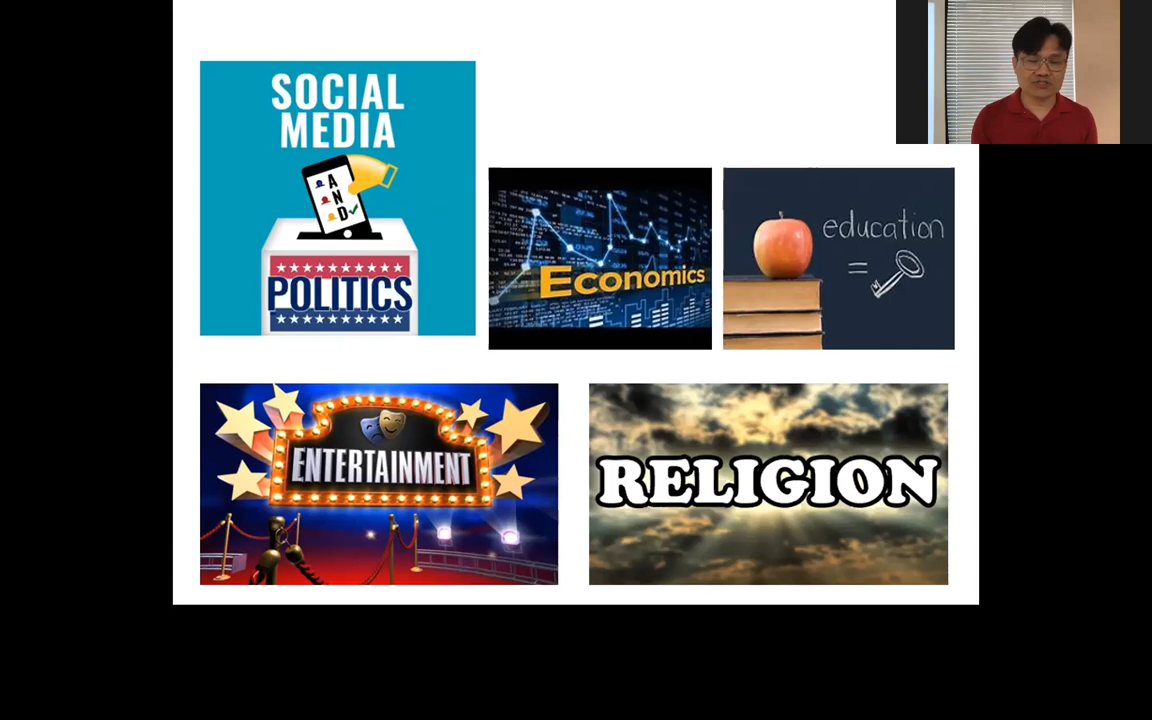 SOCIAL
MEDIA
AND
POLITICS
Economics
education
=
ENTERTAINMENT
RELIGION